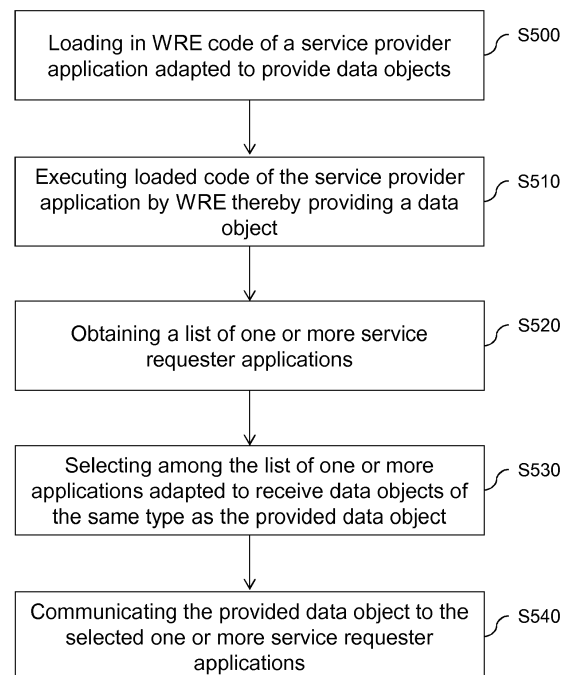 Loading in WRE code of a service provider
application adapted to provide data objects
S500
Executing loaded code of the service provider
application by WRE thereby providing a data
object
S510
Obtaining a list of one or more service
requester applications
S520
Selecting among the list of one or more
applications adapted to receive data objects of
the same type as the provided data object
S530
Communicating the provided data object to the
selected one or more service requester
applications
S540